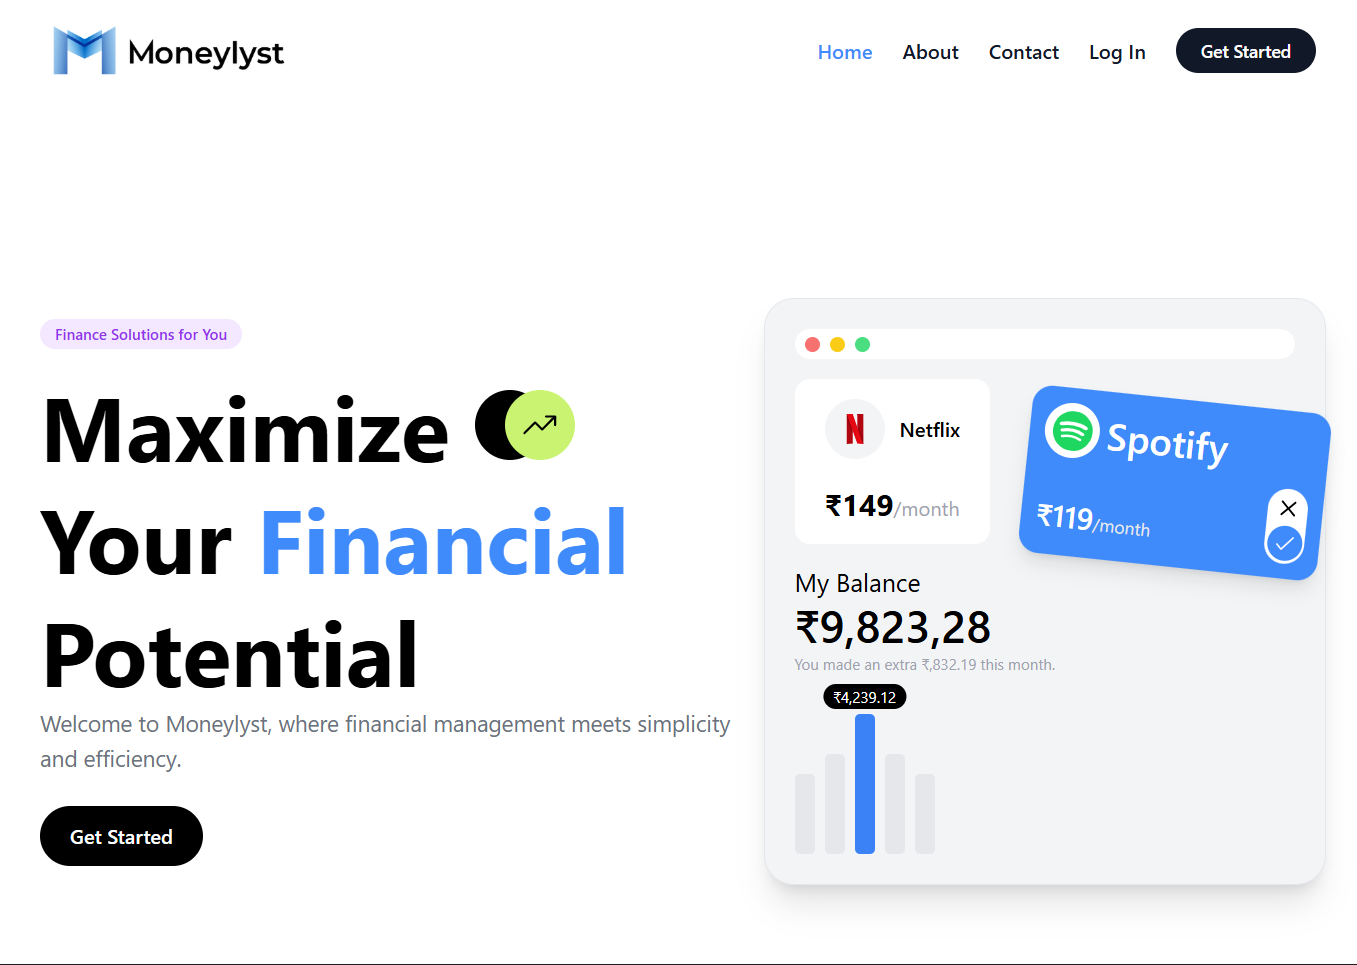 Moneylyst
Home About Contact Log In Get Started
Finance Solutions for You
Maximize
Your Financial
Potential
Welcome to Moneylyst, where financial management meets simplicity
and efficiency.
Get Started
Netflix
₹149/month
Spotify
₹119/month
My Balance
₹9,823,28
You made an extra ₹,832.19 this month.
₹4,239.12